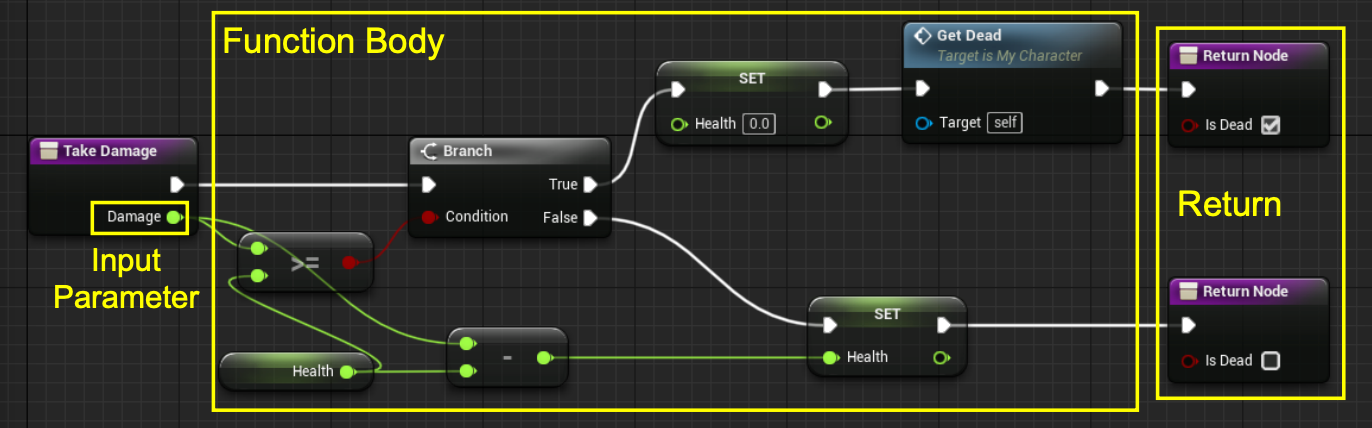 Function Body
Get Dead
Target is My Character
Target self
SET
Health 0.0
Return Node
Is Dead
Take Damage
Damage
Input
Parameter
Branch
True
Condition
False
>=
Return
Health
-
SET
Health
Return Node
Is Dead